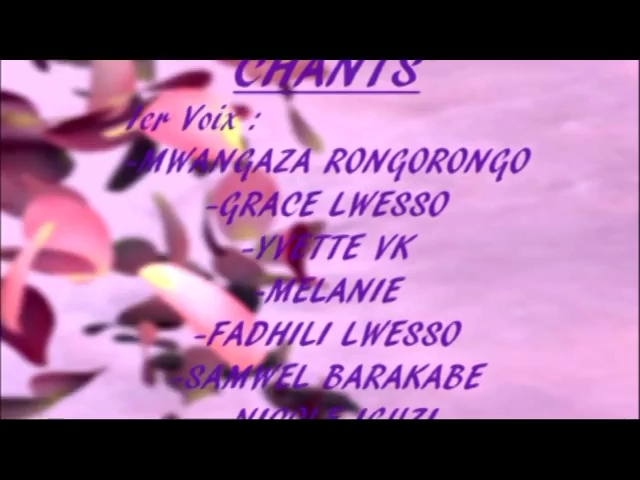 CHANTS
1er Voix :
-MWANGAZA RONGORONGO
-GRACE LWESSO
-YVETTE VK
-MELANIE
-FADHILI LWESSO
-SAMWEL BARAKABE